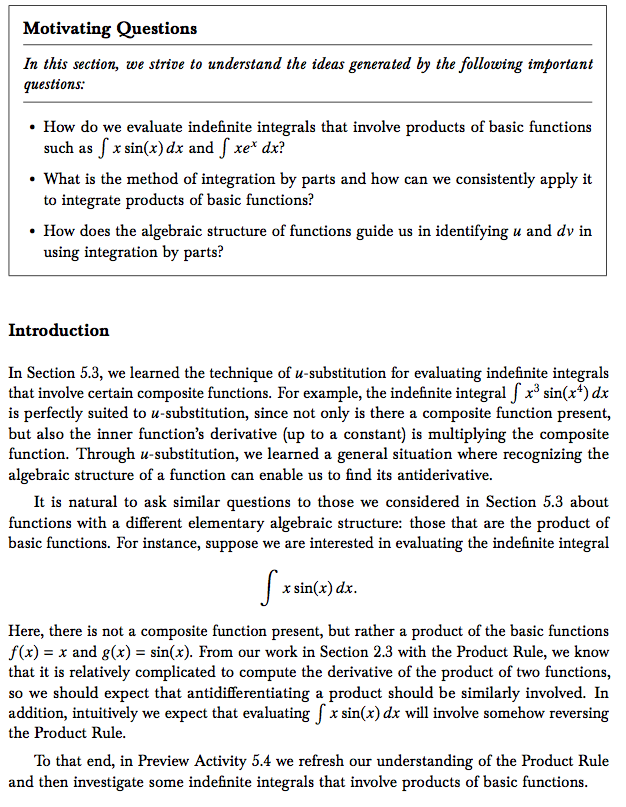 Motivating Questions
In this section, we strive to understand the ideas generated by the following important
questions:
• How do we evaluate indefinite integrals that involve products of basic functions
such as ∫ x sin(x) dx and ∫ xeˣ dx?
• What is the method of integration by parts and how can we consistently apply it
to integrate products of basic functions?
• How does the algebraic structure of functions guide us in identifying u and dv in
using integration by parts?
Introduction
In Section 5.3, we learned the technique of u-substitution for evaluating indefinite integrals
that involve certain composite functions. For example, the indefinite integral ∫ x³ sin(x⁴) dx
is perfectly suited to u-substitution, since not only is there a composite function present,
but also the inner function's derivative (up to a constant) is multiplying the composite
function. Through u-substitution, we learned a general situation where recognizing the
algebraic structure of a function can enable us to find its antiderivative.
It is natural to ask similar questions to those we considered in Section 5.3 about
functions with a different elementary algebraic structure: those that are the product of
basic functions. For instance, suppose we are interested in evaluating the indefinite integral
∫ x sin(x) dx.
Here, there is not a composite function present, but rather a product of the basic functions
f(x) = x and g(x) = sin(x). From our work in Section 2.3 with the Product Rule, we know
that it is relatively complicated to compute the derivative of the product of two functions,
so we should expect that antidifferentiating a product should be similarly involved. In
addition, intuitively we expect that evaluating ∫ x sin(x) dx will involve somehow reversing
the Product Rule.
To that end, in Preview Activity 5.4 we refresh our understanding of the Product Rule
and then investigate some indefinite integrals that involve products of basic functions.